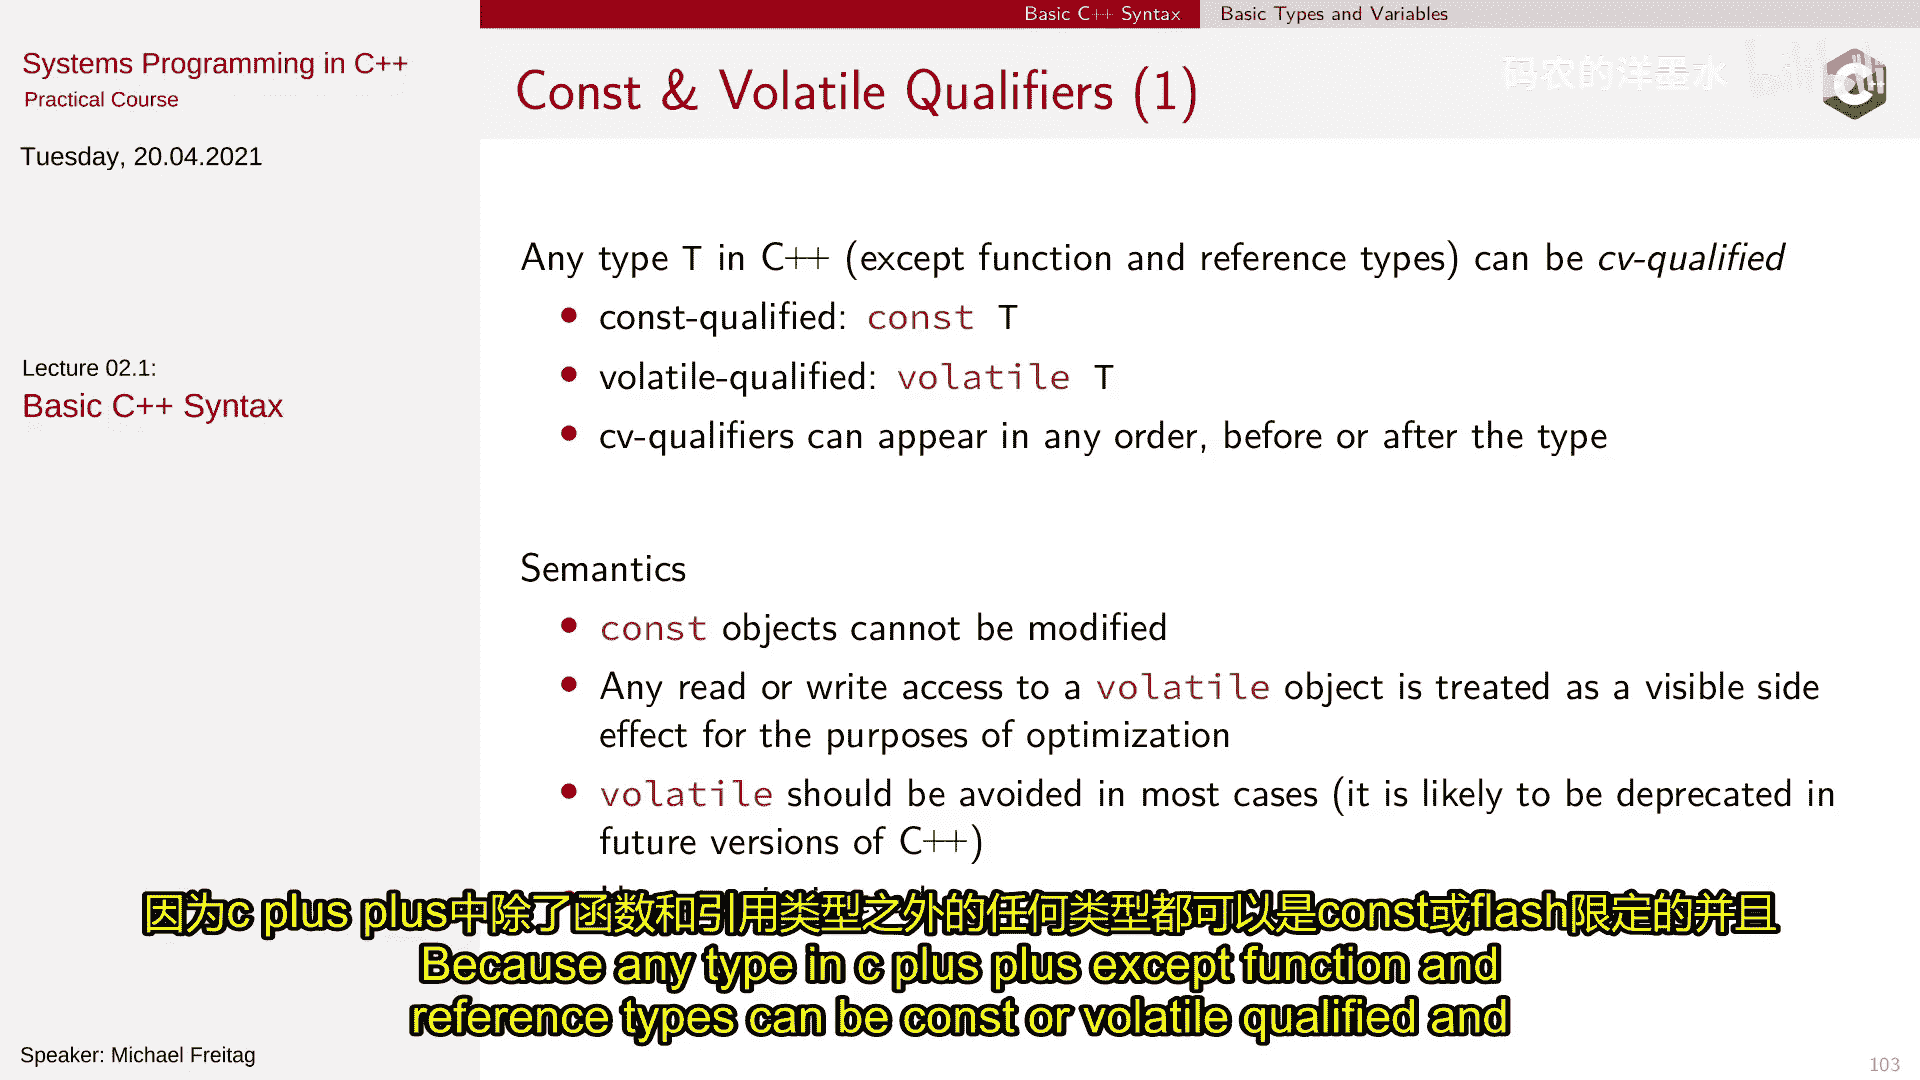 Basic C++ Syntax
Basic Types and Variables
Systems Programming in C++
Practical Course
Tuesday, 20.04.2021
Lecture 02.1:
Basic C++ Syntax
Const & Volatile Qualifiers (1)
码农的洋墨水
Any type T in C++ (except function and reference types) can be cv-qualified
• const-qualified: const T
• volatile-qualified: volatile T
• cv-qualifiers can appear in any order, before or after the type
Semantics
• const objects cannot be modified
• Any read or write access to a volatile object is treated as a visible side
effect for the purposes of optimization
• volatile should be avoided in most cases (it is likely to be deprecated in
future versions of C++)
因为c plus plus中除了函数和引用类型之外的任何类型都可以是const或flash限定的并且
Because any type in c plus plus except function and
reference types can be const or volatile qualified and
Speaker: Michael Freitag
103